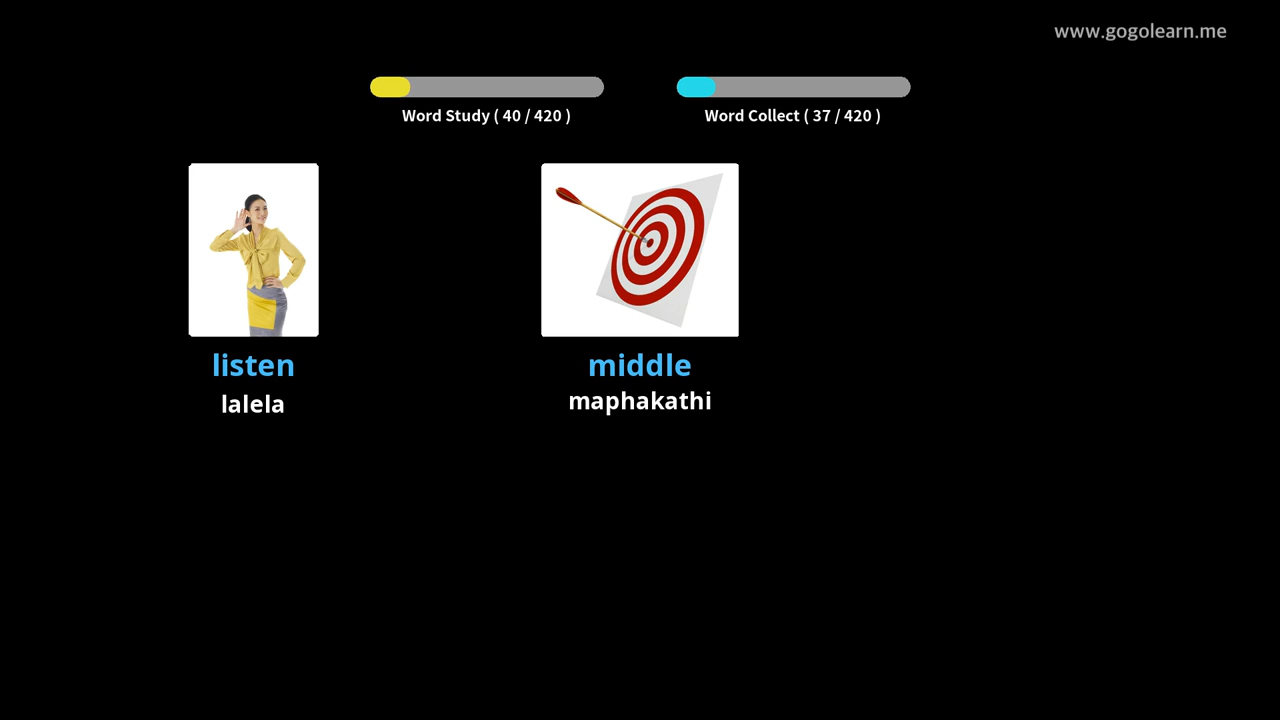 www.gogolearn.me
Word Study ( 40 / 420 )
Word Collect ( 37 / 420 )
listen
lalela
middle
maphakathi